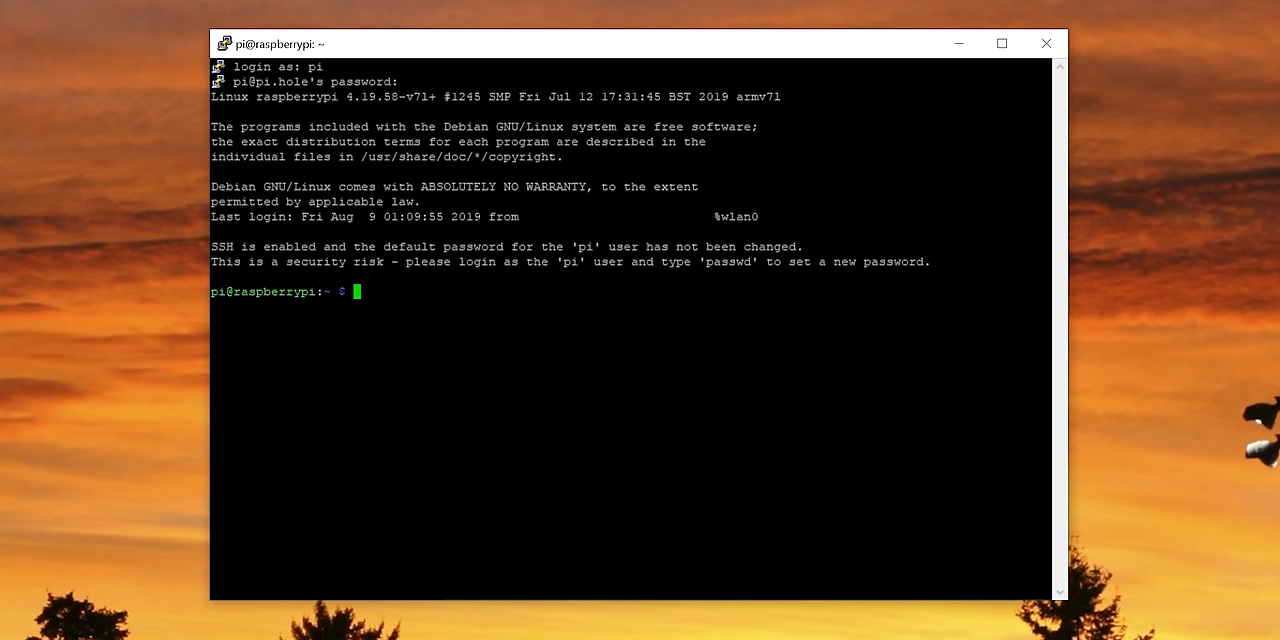 pi@raspberrypi: ~
login as: pi
pi@pi.hole's password:
Linux raspberrypi 4.19.58-v7l+ #1245 SMP Fri Jul 12 17:31:45 BST 2019 armv7l
The programs included with the Debian GNU/Linux system are free software;
the exact distribution terms for each program are described in the
individual files in /usr/share/doc/*/copyright.
Debian GNU/Linux comes with ABSOLUTELY NO WARRANTY, to the extent
permitted by applicable law.
Last login: Fri Aug  9 01:09:55 2019 from %wlan0
SSH is enabled and the default password for the 'pi' user has not been changed.
This is a security risk - please login as the 'pi' user and type 'passwd' to set a new password.
pi@raspberrypi:~ $